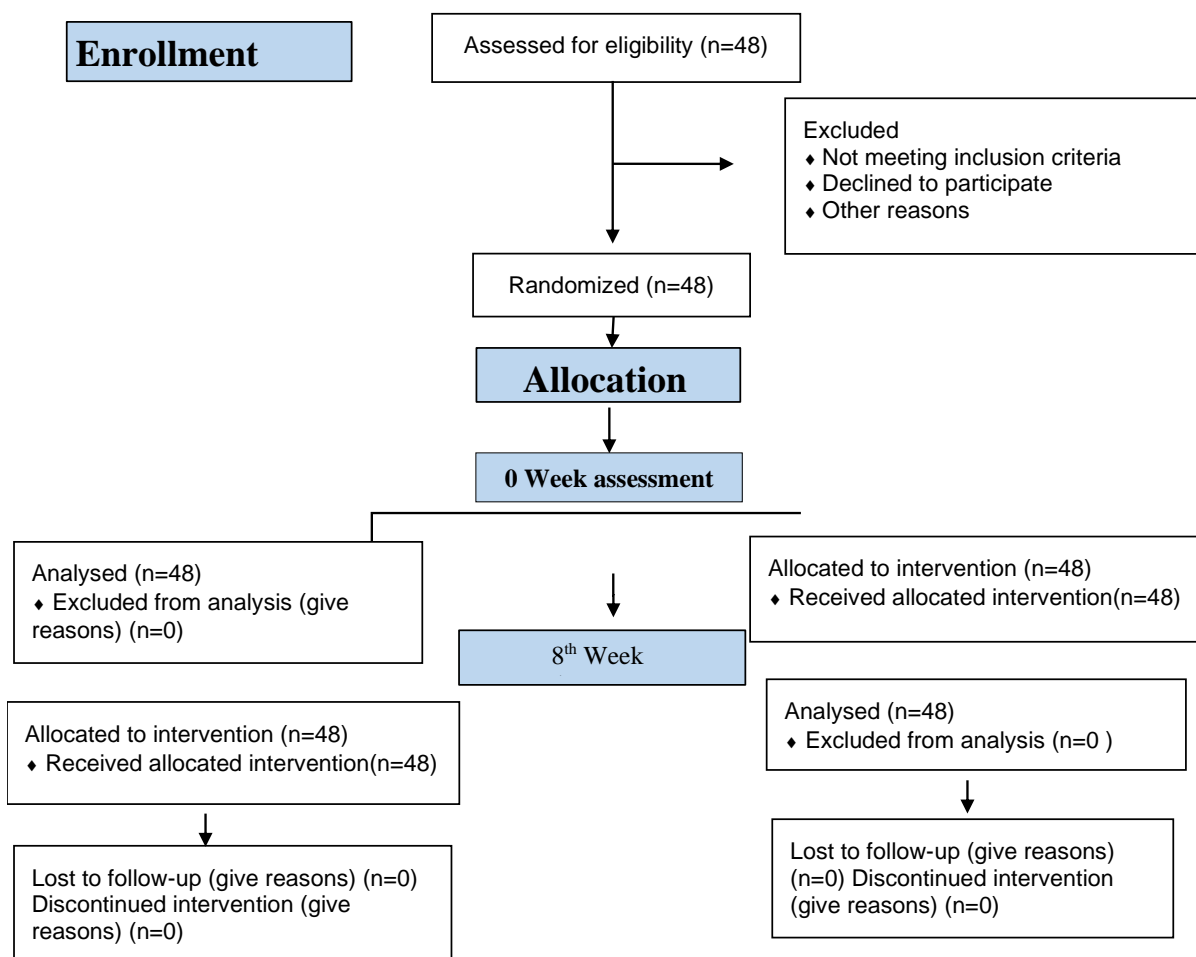 Enrollment
Assessed for eligibility (n=48)
Excluded
♦ Not meeting inclusion criteria
♦ Declined to participate
♦ Other reasons
Randomized (n=48)
Allocation
0 Week assessment
Analysed (n=48)
♦ Excluded from analysis (give
reasons) (n=0)
Allocated to intervention (n=48)
♦ Received allocated intervention(n=48)
8th Week
Allocated to intervention (n=48)
♦ Received allocated intervention(n=48)
Analysed (n=48)
♦ Excluded from analysis (n=0 )
Lost to follow-up (give reasons) (n=0)
Discontinued intervention (give
reasons) (n=0)
Lost to follow-up (give reasons)
(n=0) Discontinued intervention
(give reasons) (n=0)